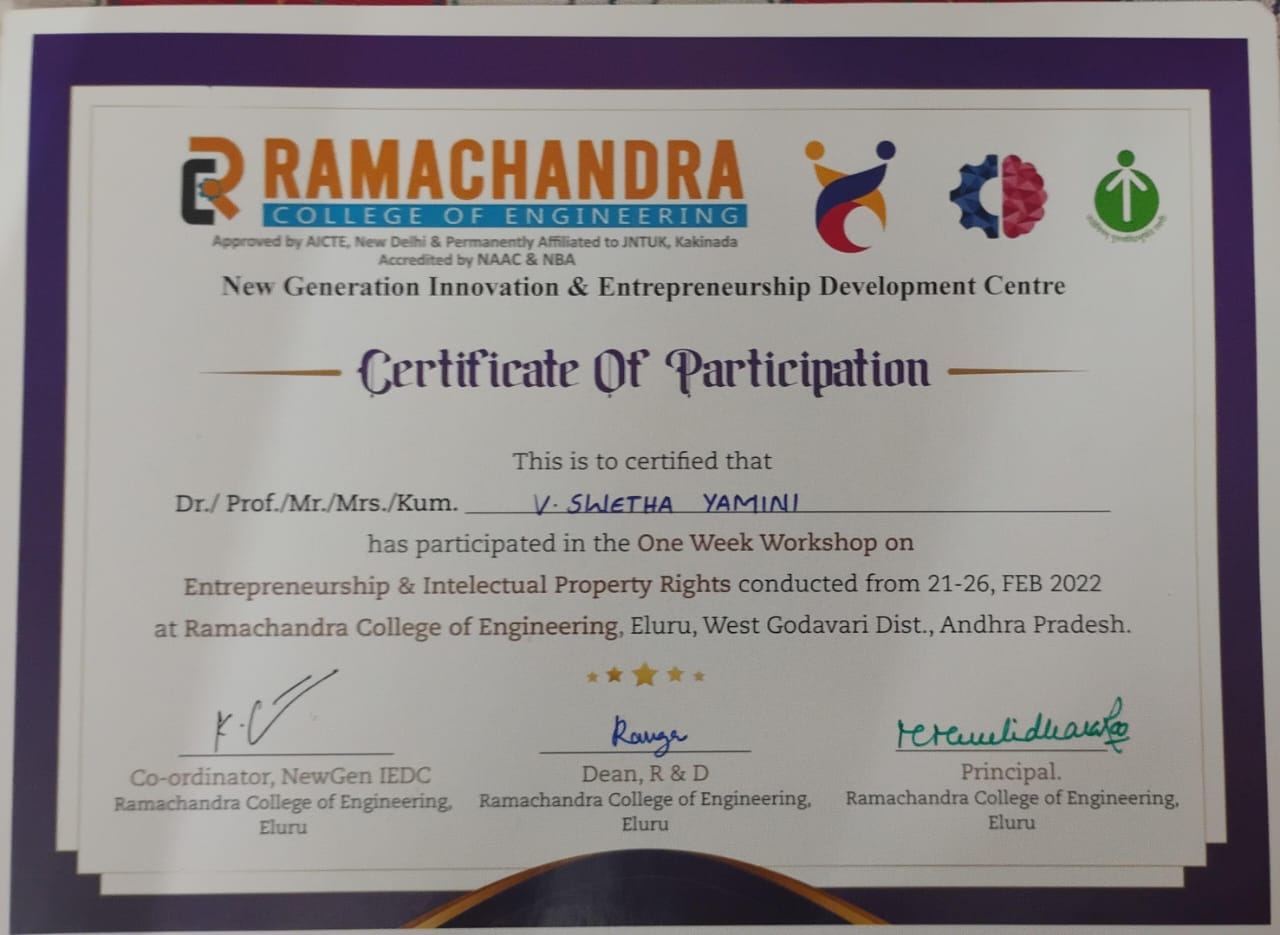 RAMACHANDRA
COLLEGE OF ENGINEERING
Approved by AICTE, New Delhi & Permanently Affiliated to JNTUK, Kakinada
Accredited by NAAC & NBA
New Generation Innovation & Entrepreneurship Development Centre
Certificate Of Participation
This is to certified that
Dr./ Prof./Mr./Mrs./Kum. V. SWETHA YAMINI
has participated in the One Week Workshop on
Entrepreneurship & Intelectual Property Rights conducted from 21-26, FEB 2022
at Ramachandra College of Engineering, Eluru, West Godavari Dist., Andhra Pradesh.
Ranga
Co-ordinator, NewGen IEDC
Ramachandra College of Engineering,
Eluru
Dean, R & D
Ramachandra College of Engineering,
Eluru
Principal.
Ramachandra College of Engineering,
Eluru